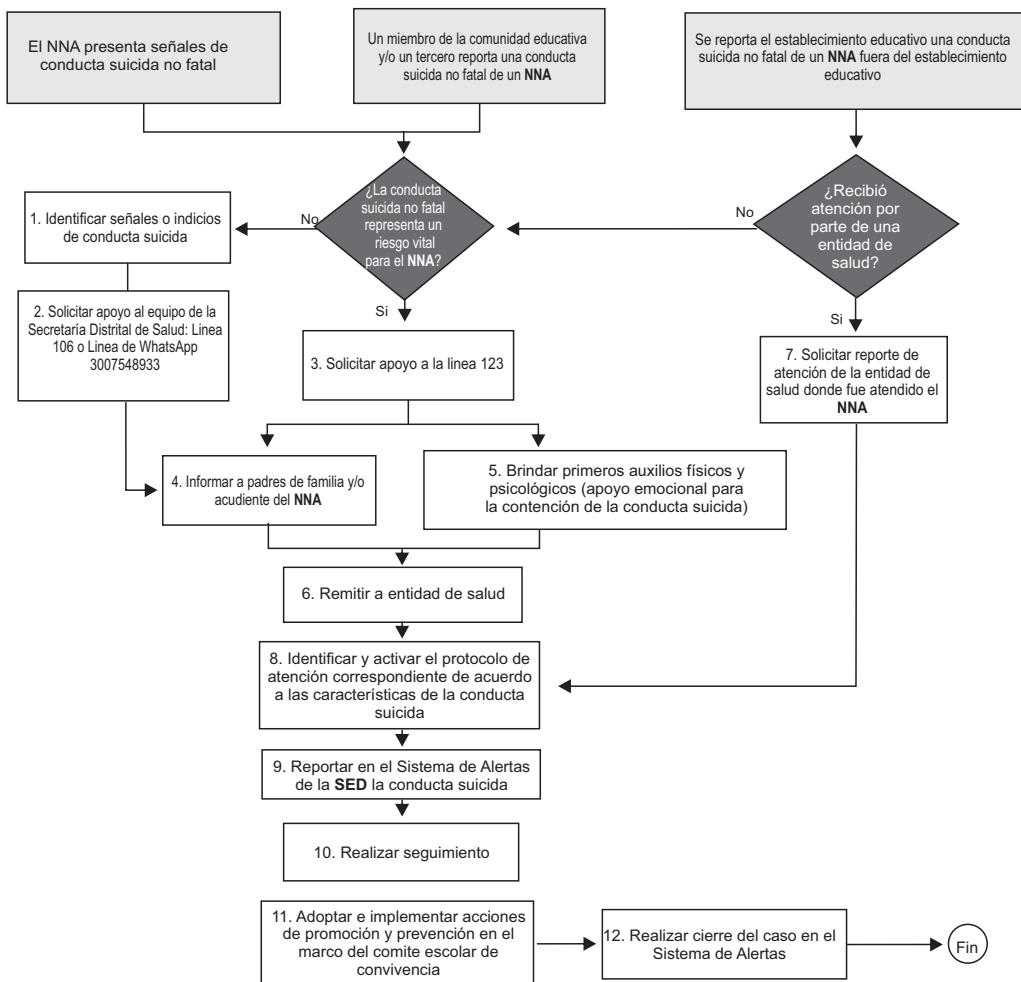 El NNA presenta señales de
conducta suicida no fatal
Un miembro de la comunidad educativa
y/o un tercero reporta una conducta
suicida no fatal de un NNA
Se reporta el establecimiento educativo una conducta
suicida no fatal de un NNA fuera del establecimiento
educativo
¿La conducta
suicida no fatal
representa un
riesgo vital
para el NNA?
¿Recibió
atención por
parte de una
entidad de
salud?
No
No
Si
Si
1. Identificar señales o indicios
de conducta suicida
2. Solicitar apoyo al equipo de la
Secretaría Distrital de Salud: Linea
106 o Linea de WhatsApp
3007548933
3. Solicitar apoyo a la linea 123
7. Solicitar reporte de
atención de la entidad de
salud donde fue atendido el
NNA
4. Informar a padres de familia y/o
acudiente del NNA
5. Brindar primeros auxilios físicos y
psicológicos (apoyo emocional para
la contención de la conducta suicida)
6. Remitir a entidad de salud
8. Identificar y activar el protocolo de
atención correspondiente de acuerdo
a las características de la conducta
suicida
9. Reportar en el Sistema de Alertas
de la SED la conducta suicida
10. Realizar seguimiento
11. Adoptar e implementar acciones
de promoción y prevención en el
marco del comite escolar de
convivencia
12. Realizar cierre del caso en el
Sistema de Alertas
Fin